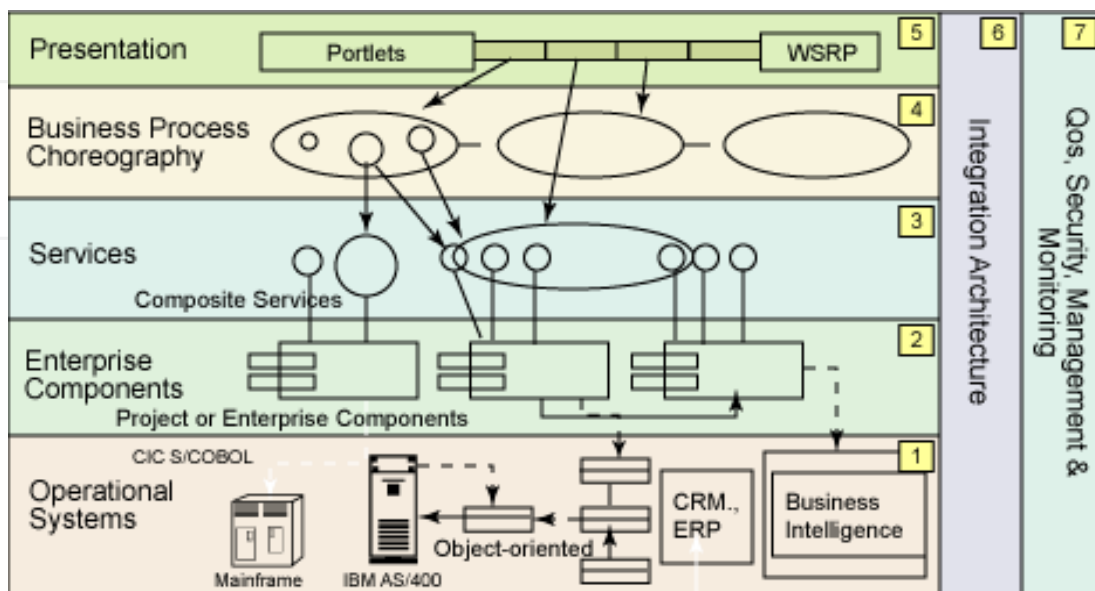 Presentation
Portlets
WSRP
5
Business Process
Choreography
4
Services
3
Composite Services
Enterprise
Components
2
Project or Enterprise Components
CIC S/COBOL
1
Operational
Systems
Mainframe
IBM AS/400
Object-oriented
CRM.,
ERP
Business
Intelligence
6
Integration Architecture
7
Qos, Security, Management &
Monitoring